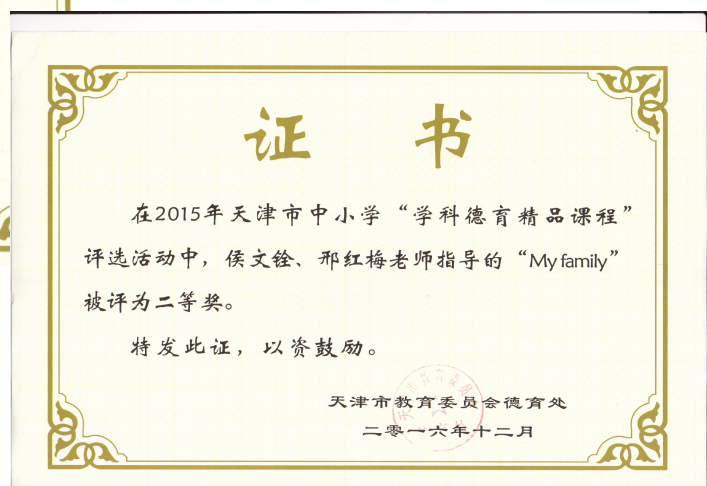 证 书
在2015年天津市中小学“学科德育精品课程”
评选活动中，侯文铨、邢红梅老师指导的“My family”
被评为二等奖。
特发此证，以资鼓励。
天津市教育委员会德育处
二零一六年十二月